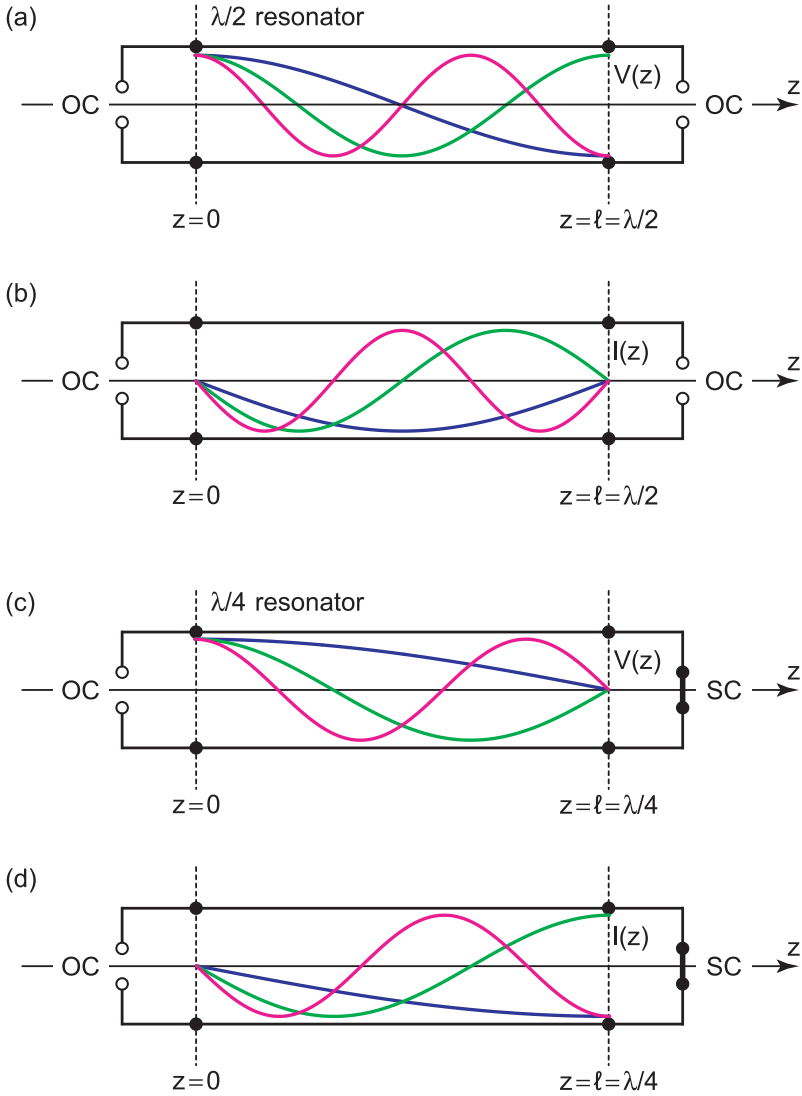 (a)
λ/2 resonator
V(z)
z
OC
OC
z=0
z=ℓ=λ/2
(b)
I(z)
z
OC
OC
z=0
z=ℓ=λ/2
(c)
λ/4 resonator
V(z)
z
OC
SC
z=0
z=ℓ=λ/4
(d)
I(z)
z
OC
SC
z=0
z=ℓ=λ/4